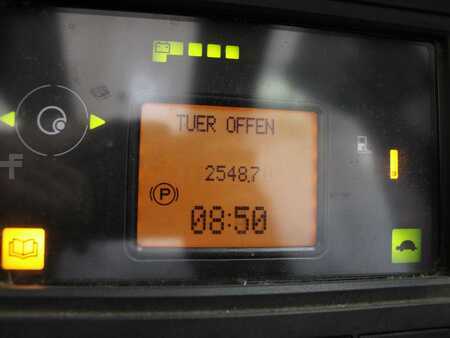 TUER OFFEN
2548,7
(P)
08:50